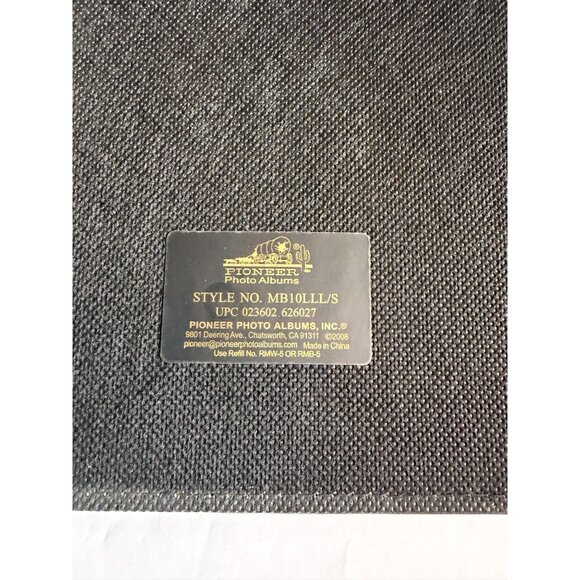 PIONEER ®
Photo Albums
STYLE NO. MB10LLL/S
UPC 023602 626027
PIONEER PHOTO ALBUMS, INC.®
9801 Deering Ave., Chatsworth, CA 91311 ©2008
pioneer@pioneerphotoalbums.com Made in China
Use Refill No. RMW-5 OR RMB-5